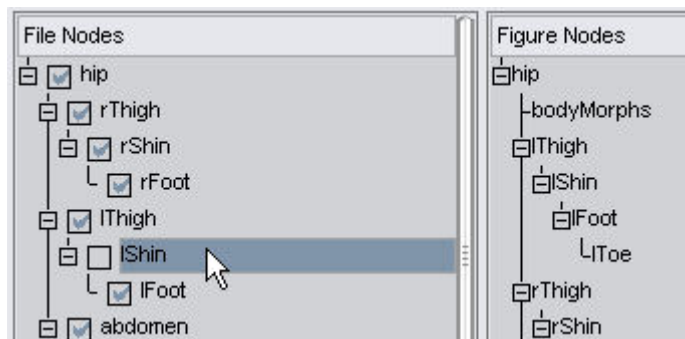 File Nodes
hip
rThigh
rShin
rFoot
lThigh
lShin
lFoot
abdomen
Figure Nodes
hip
bodyMorphs
lThigh
lShin
lFoot
lToe
rThigh
rShin